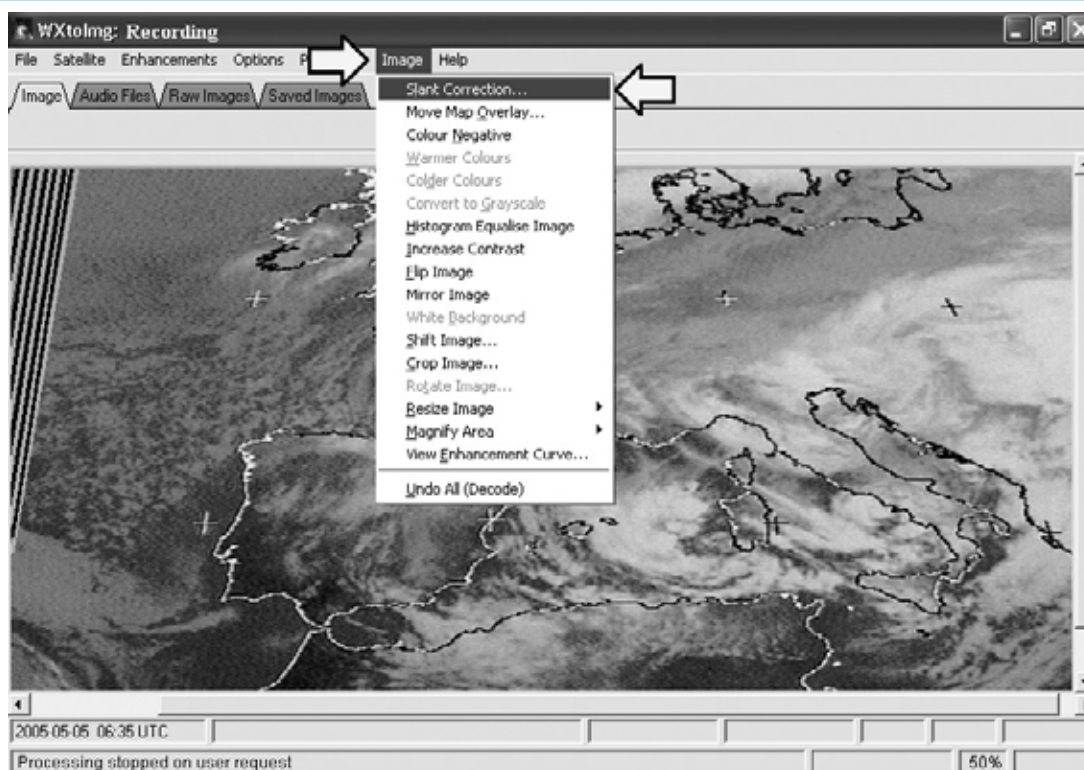 WXtoImg: Recording
File Satellite Enhancements Options P Image Help
Image Audio Files Raw Images Saved Images
Slant Correction...
Move Map Overlay...
Colour Negative
Warmer Colours
Colder Colours
Convert to Grayscale
Histogram Equalise Image
Increase Contrast
Flip Image
Mirror Image
White Background
Shift Image...
Crop Image...
Rotate Image...
Resize Image
Magnify Area
View Enhancement Curve...
Undo All (Decode)
2005-05-05 06:35 UTC
Processing stopped on user request
50%